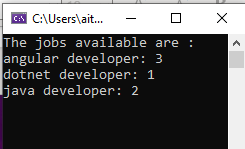 C:\Users\ait...
The jobs available are :
angular developer: 3
dotnet developer: 1
java developer: 2